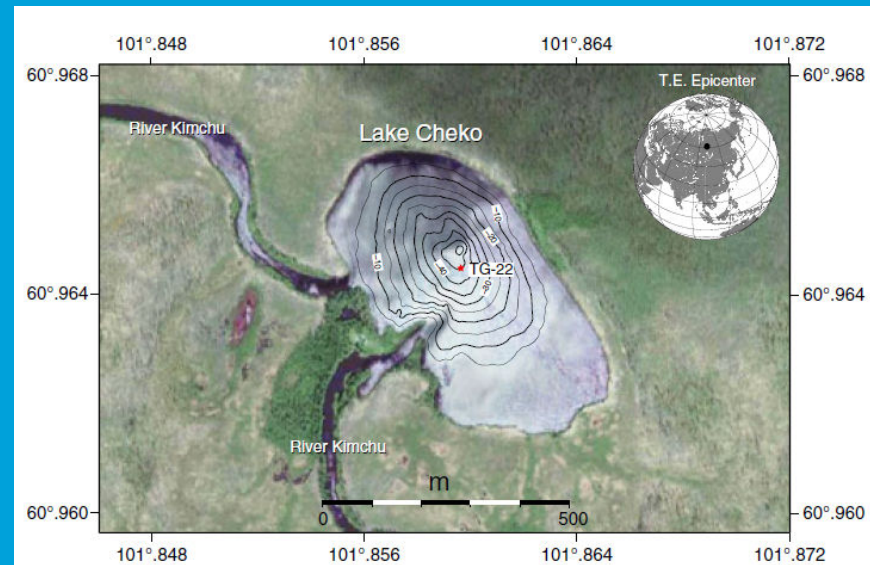 101°.848 101°.856 101°.864 101°.872
60°.968 60°.968
T.E. Epicenter
River Kimchu
Lake Cheko
-10
-20
-10
TG-22
-40
-30
60°.964 60°.964
River Kimchu
m
0 500
60°.960 60°.960
101°.848 101°.856 101°.864 101°.872